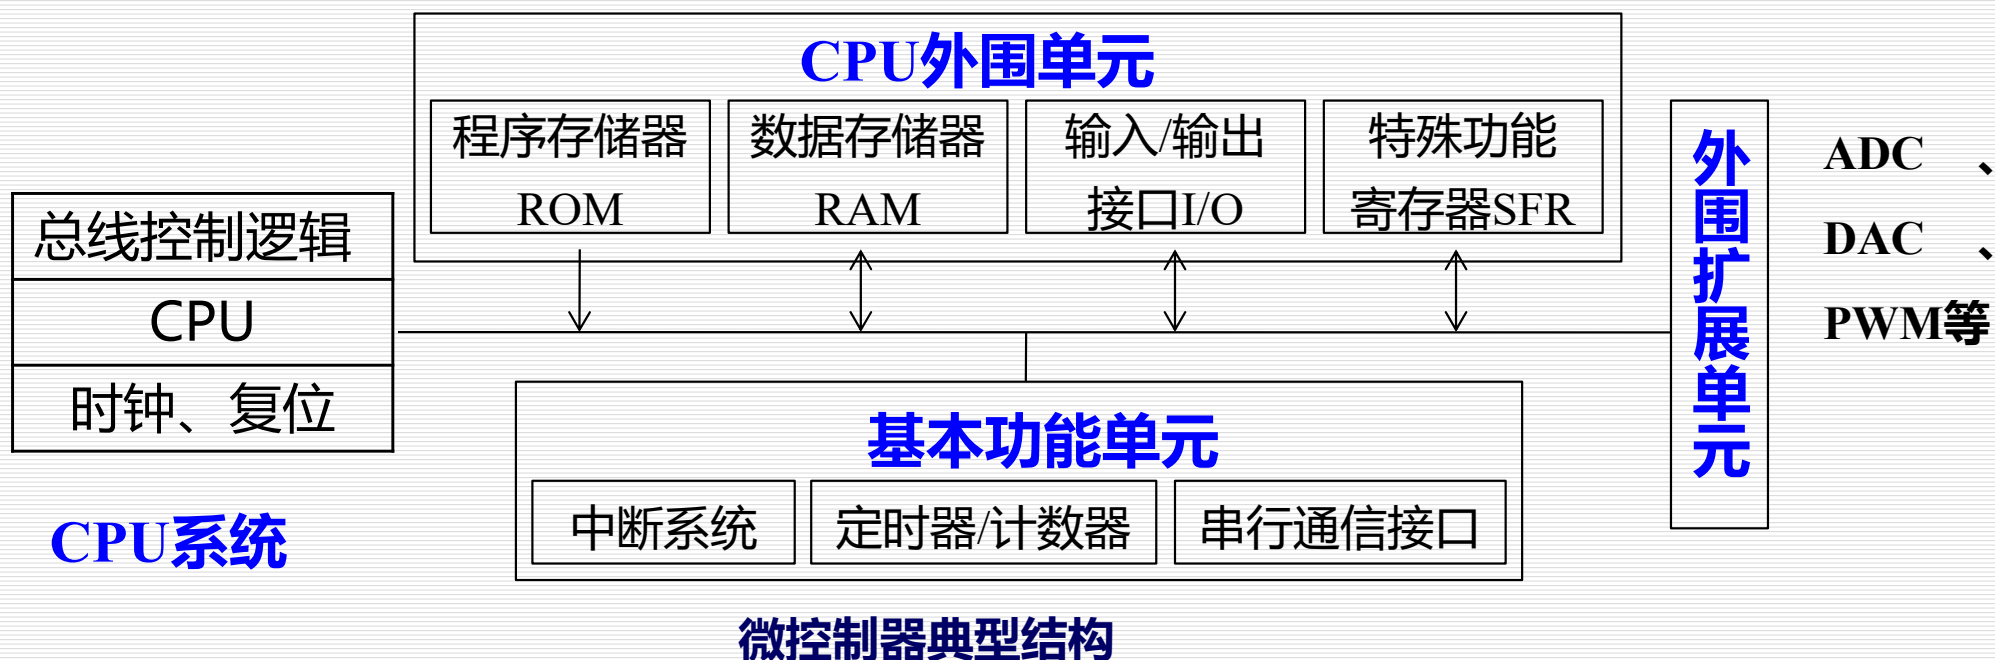 CPU外围单元
程序存储器
ROM
数据存储器
RAM
输入/输出
接口I/O
特殊功能
寄存器SFR
总线控制逻辑
CPU
时钟、复位
CPU系统
基本功能单元
中断系统
定时器/计数器
串行通信接口
外围扩展单元
ADC 、
DAC 、
PWM等
微控制器典型结构